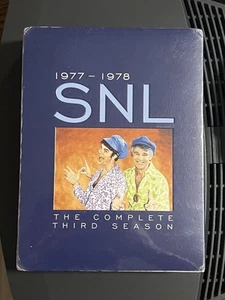 1977 – 1978
SNL
THE COMPLETE
THIRD SEASON